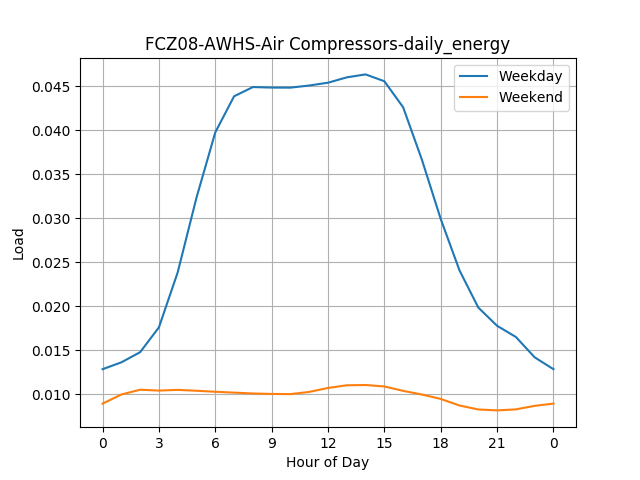 FCZ08-AWHS-Air Compressors-daily_energy
Weekday
Weekend
0.045
0.040
0.035
0.030
0.025
0.020
0.015
0.010
Load
0 3 6 9 12 15 18 21 0
Hour of Day